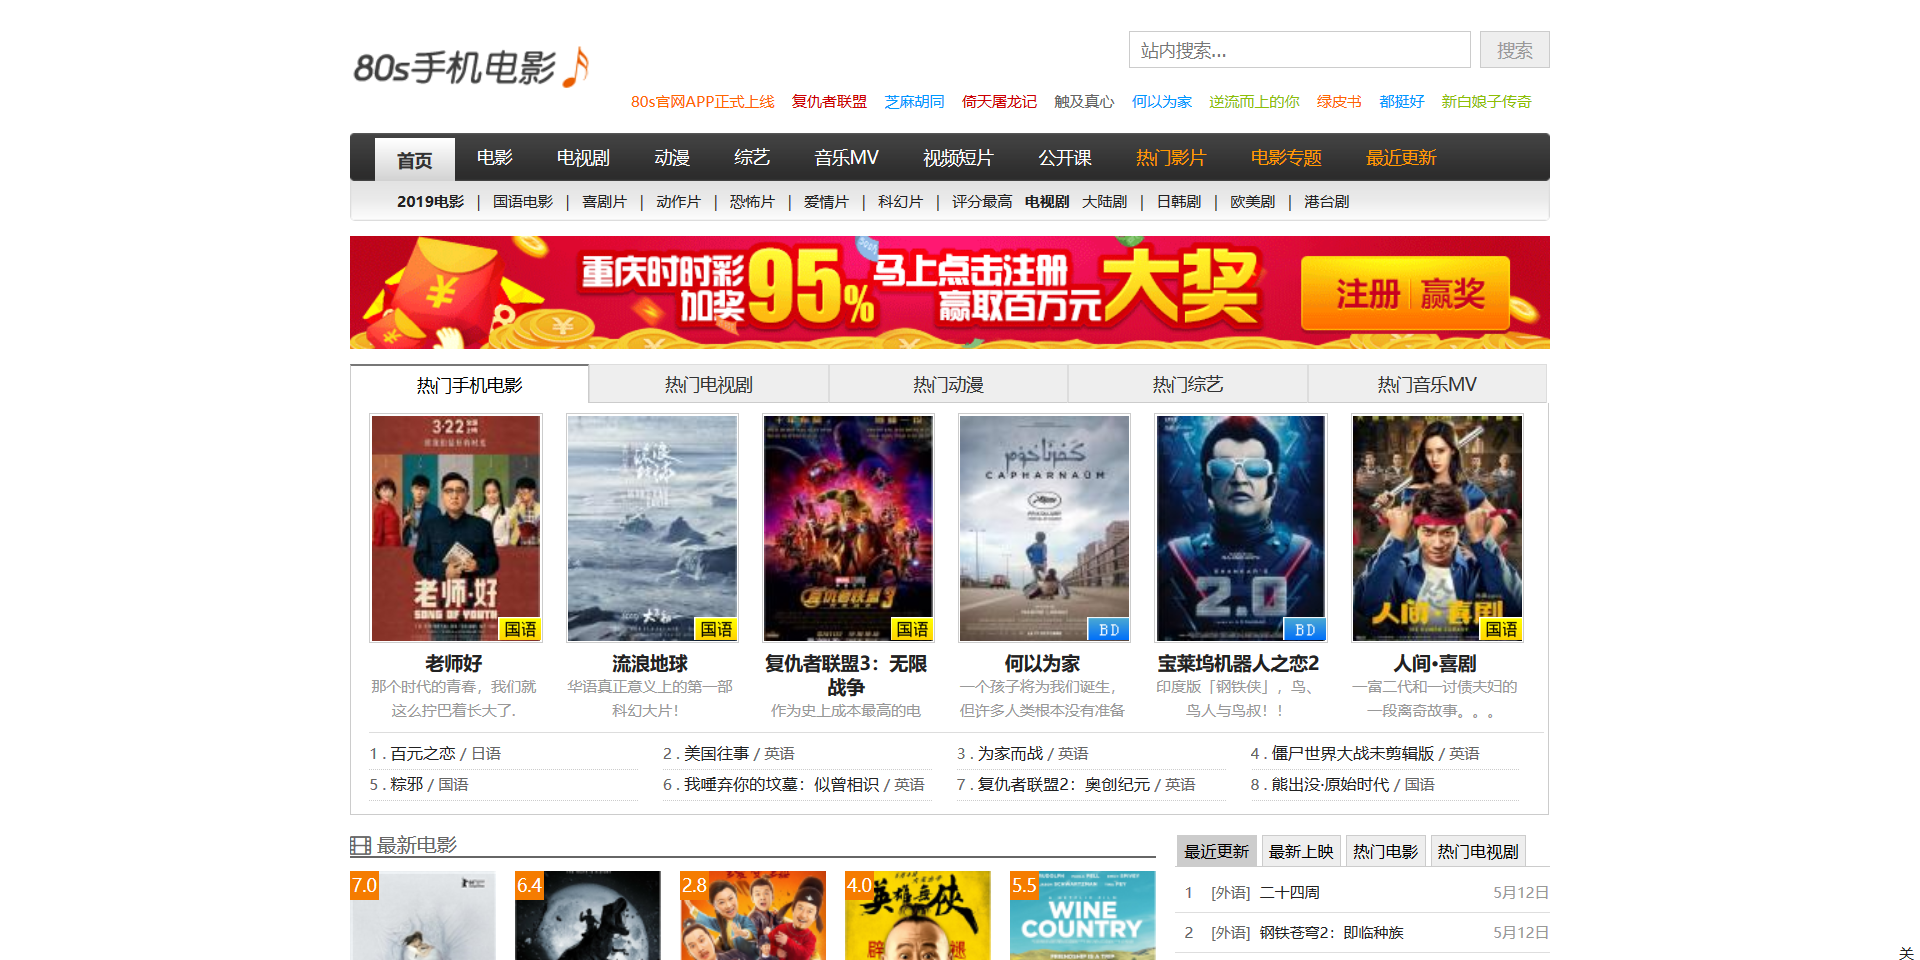 80s手机电影
站内搜索...
搜索
80s官网APP正式上线 复仇者联盟 芝麻胡同 倚天屠龙记 触及真心 何以为家 逆流而上的你 绿皮书 都挺好 新白娘子传奇
首页 电影 电视剧 动漫 综艺 音乐MV 视频短片 公开课 热门影片 电影专题 最近更新
2019电影 | 国语电影 | 喜剧片 | 动作片 | 恐怖片 | 爱情片 | 科幻片 | 评分最高 电视剧 大陆剧 | 日韩剧 | 欧美剧 | 港台剧
重庆时时彩
加奖
95%
马上点击注册
赢取百万元
大奖
注册 赢奖
热门手机电影 热门电视剧 热门动漫 热门综艺 热门音乐MV
3·22
老师·好
SONG OF YOUTH
国语
国语
复仇者联盟3
国语
CAPHARNAÜM
BD
2.0
BD
人间·喜剧
国语
老师好
那个时代的青春，我们就
这么拧巴着长大了.
流浪地球
华语真正意义上的第一部
科幻大片！
复仇者联盟3：无限
战争
作为史上成本最高的电
何以为家
一个孩子将为我们诞生，
但许多人类根本没有准备
宝莱坞机器人之恋2
印度版「钢铁侠」，鸟、
鸟人与鸟叔！！
人间·喜剧
一富二代和一讨债夫妇的
一段离奇故事。。。
1 . 百元之恋 / 日语
2 . 美国往事 / 英语
3 . 为家而战 / 英语
4 . 僵尸世界大战未剪辑版 / 英语
5 . 粽邪 / 国语
6 . 我唾弃你的坟墓：似曾相识 / 英语
7 . 复仇者联盟2：奥创纪元 / 英语
8 . 熊出没·原始时代 / 国语
最新电影
7.0
6.4
2.8
4.0
英雄無俠
5.5
WINE
COUNTRY
最近更新 最新上映 热门电影 热门电视剧
1 [外语] 二十四周 5月12日
2 [外语] 钢铁苍穹2：即临种族 5月12日
关